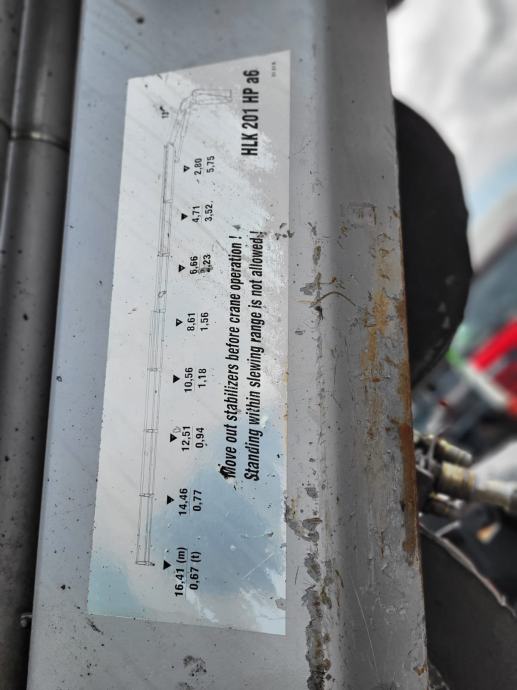 16,41 (m) 14,46 12,51 10,56 8,61 6,66 4,71 2,80
0,67 (t) 0,77 0,94 1,18 1,56 2,23 3,52 5,75
Move out stabilizers before crane operation ! HLK 201 HP a6
Standing within slewing range is not allowed !